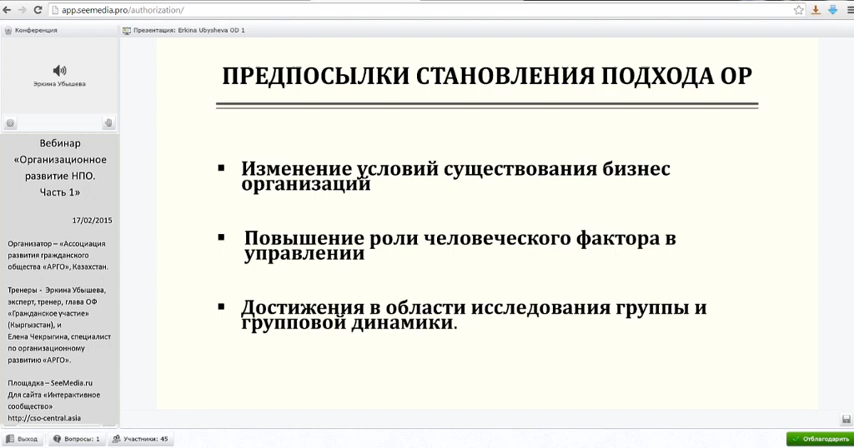 app.seemedia.pro/authorization/
Конференция
Презентация: Erkina Ubysheva OD 1
Эркина Убышева
Вебинар
«Организационное
развитие НПО.
Часть 1»
17/02/2015
Организатор – «Ассоциация
развития гражданского
общества «АРГО», Казахстан.
Тренеры - Эркина Убышева,
эксперт, тренер, глава ОФ
«Гражданское участие»
(Кыргызстан), и
Елена Чекрыгина, специалист
по организационному
развитию «АРГО».
Площадка – SeeMedia.ru
Для сайта «Интерактивное
сообщество»
http://cso-central.asia
ПРЕДПОСЫЛКИ СТАНОВЛЕНИЯ ПОДХОДА ОР
▪ Изменение условий существования бизнес
организаций
▪ Повышение роли человеческого фактора в
управлении
▪ Достижения в области исследования группы и
групповой динамики.
Выход
Вопросы: 1
Участники: 45
Отблагодарить